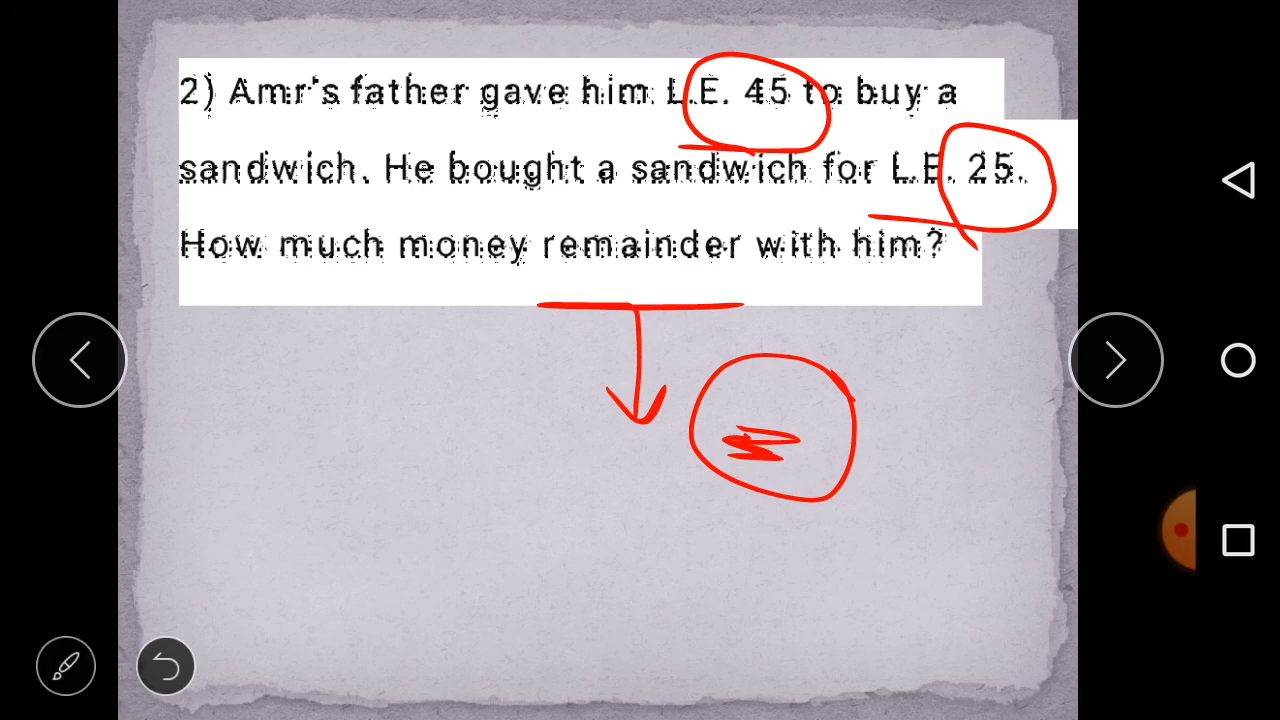 2) Amr's father gave him L.E. 45 to buy a
sandwich. He bought a sandwich for L.E. 25.
How much money remainder with him?